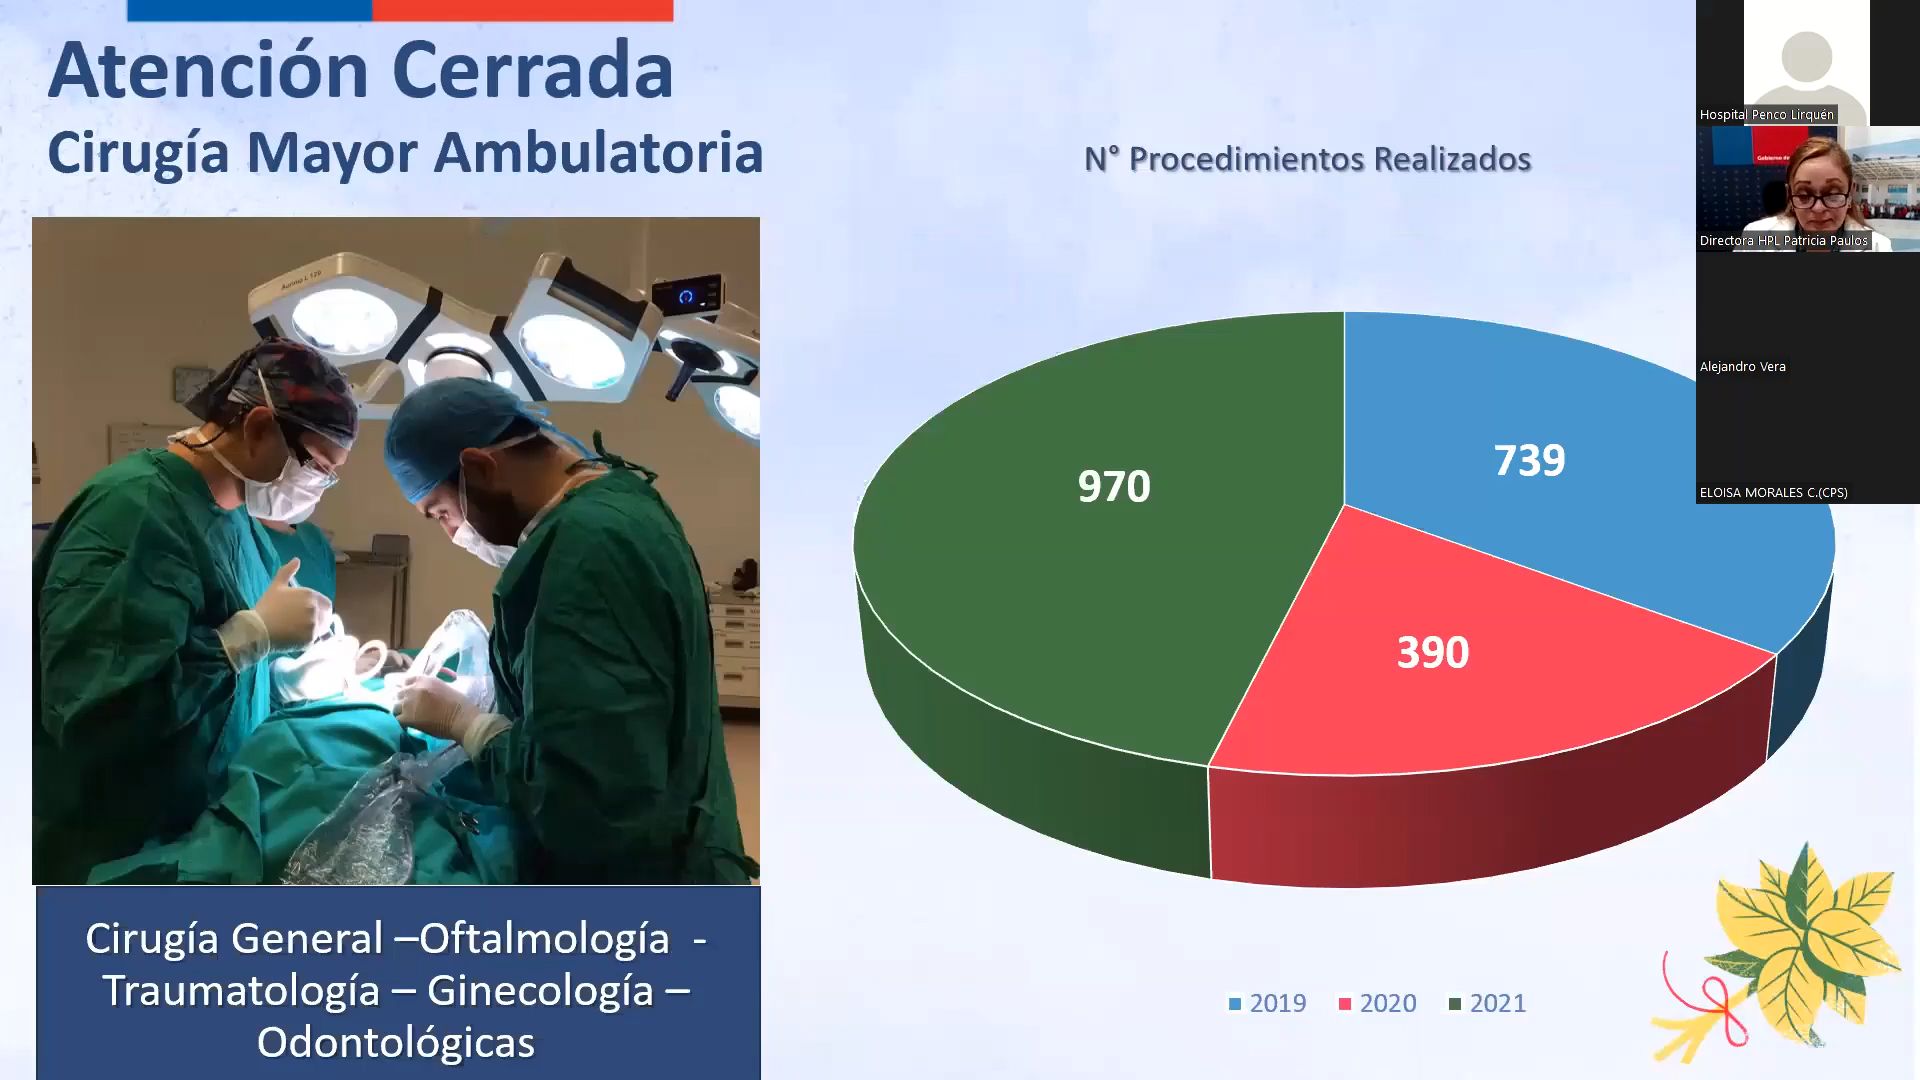 Atención Cerrada
Cirugía Mayor Ambulatoria
N° Procedimientos Realizados
Hospital Penco Lirquén
Directora HPL Patricia Paulos
Alejandro Vera
ELOISA MORALES C.(CPS)
970
739
390
Cirugía General –Oftalmología -
Traumatología – Ginecología –
Odontológicas
2019 2020 2021